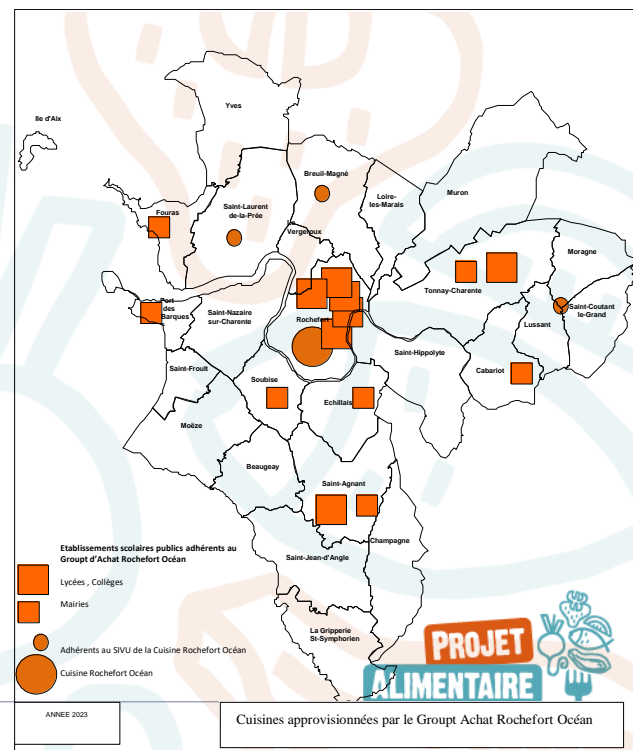 Ile d'Aix
Yves
Breuil-Magné
Loire-
les-Marais
Muron
Fouras
Saint-Laurent
de-la-Prée
Le
Vergeroux
Moragne
Tonnay-Charente
Port
des
Barques
Saint-Nazaire
sur-Charente
Rochefort
Saint-Coutant
le-Grand
Lussant
Saint-Hippolyte
Cabariot
Saint-Froult
Soubise
Echillais
Moëze
Beaugeay
Saint-Agnant
Champagne
Saint-Jean-d'Angle
La Gripperie
St-Symphorien
Etablissements scolaires publics adhérents au
Groupt d'Achat Rochefort Océan
Lycées , Collèges
Mairies
Adhérents au SIVU de la Cuisine Rochefort Océan
Cuisine Rochefort Océan
PROJET
ALIMENTAIRE
ANNEE 2023
Cuisines approvisionnées par le Groupt Achat Rochefort Océan